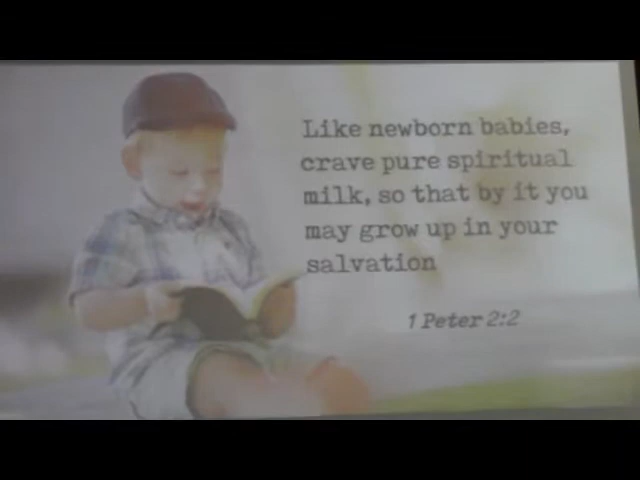 Like newborn babies,
crave pure spiritual
milk, so that by it you
may grow up in your
salvation
1 Peter 2:2